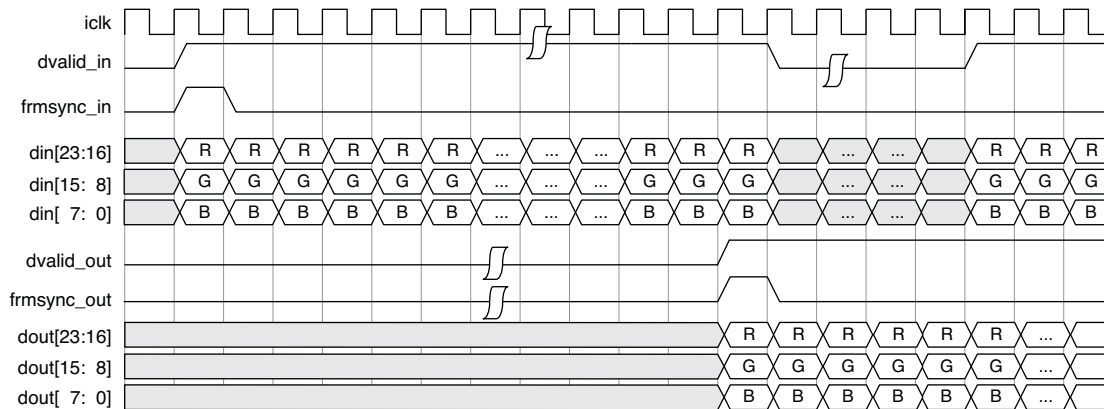 iclk
dvalid_in
frmsync_in
din[23:16] R R R R R R ... ... ... R R R ... ... R R R
din[15: 8] G G G G G G ... ... ... G G G ... ... G G G
din[ 7: 0] B B B B B B ... ... ... B B B ... ... B B B
dvalid_out
frmsync_out
dout[23:16] R R R R R R ...
dout[15: 8] G G G G G G ...
dout[ 7: 0] B B B B B B ...